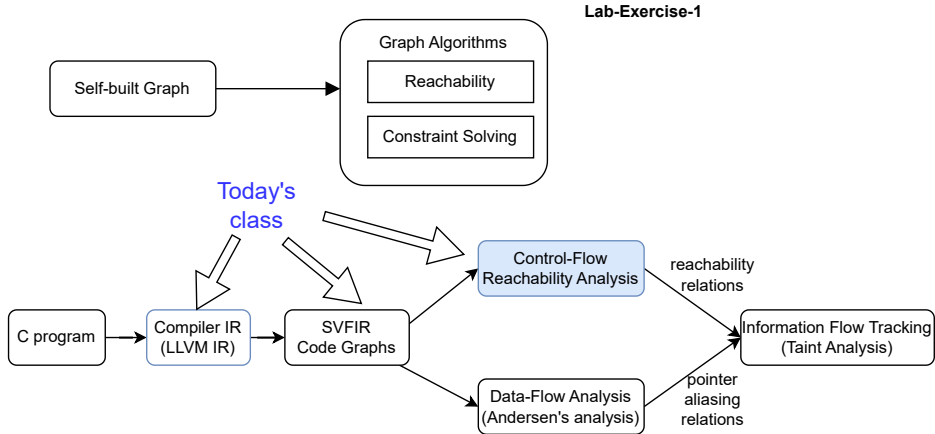 Lab-Exercise-1
Graph Algorithms
Self-built Graph
Reachability
Constraint Solving
Today's
class
Control-Flow
Reachability Analysis
reachability
relations
C program
Compiler IR
(LLVM IR)
SVFIR
Code Graphs
Information Flow Tracking
(Taint Analysis)
Data-Flow Analysis
(Andersen's analysis)
pointer
aliasing
relations